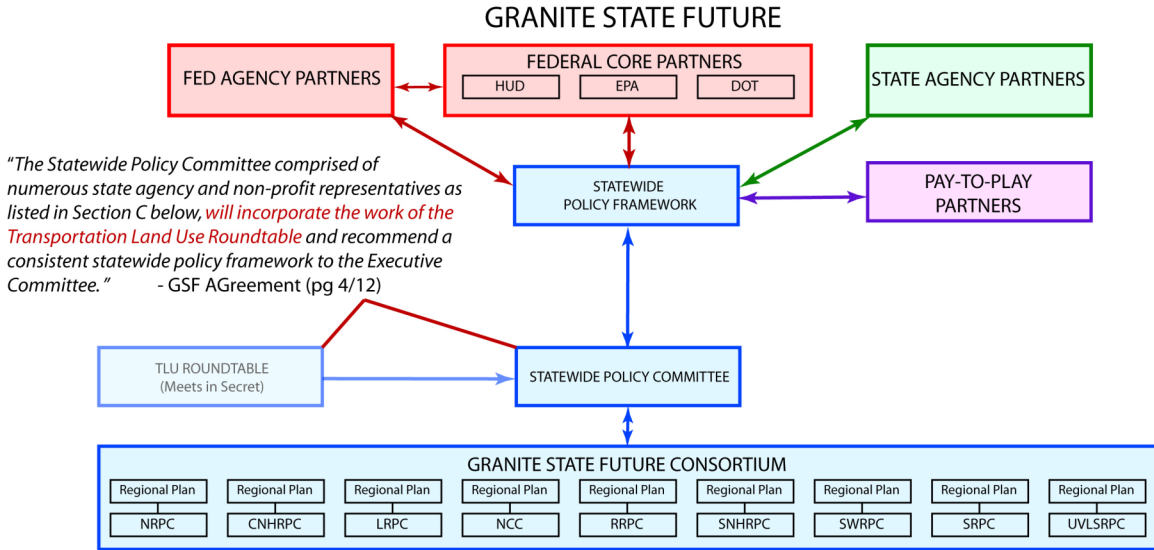 GRANITE STATE FUTURE
FED AGENCY PARTNERS
FEDERAL CORE PARTNERS
HUD
EPA
DOT
STATE AGENCY PARTNERS
"The Statewide Policy Committee comprised of
numerous state agency and non-profit representatives as
listed in Section C below, will incorporate the work of the
Transportation Land Use Roundtable and recommend a
consistent statewide policy framework to the Executive
Committee." - GSF AGreement (pg 4/12)
STATEWIDE
POLICY FRAMEWORK
PAY-TO-PLAY
PARTNERS
TLU ROUNDTABLE
(Meets in Secret)
STATEWIDE POLICY COMMITTEE
GRANITE STATE FUTURE CONSORTIUM
Regional Plan
Regional Plan
Regional Plan
Regional Plan
Regional Plan
Regional Plan
Regional Plan
Regional Plan
Regional Plan
NRPC
CNHRPC
LRPC
NCC
RRPC
SNHRPC
SWRPC
SRPC
UVLSRPC